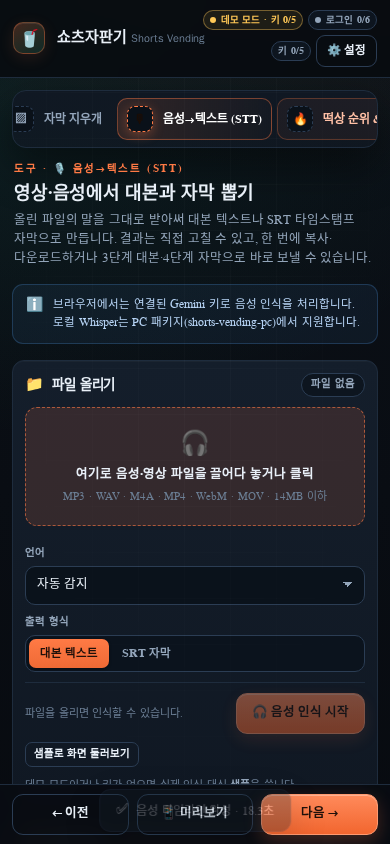 데모 모드 · 키 0/5
로그인 0/6
쇼츠자판기 Shorts Vending
키 0/5
설정
자막 지우개
음성→텍스트 (STT)
떡상 순위 &
도구 · 음성→텍스트 (STT)
영상·음성에서 대본과 자막 뽑기
올린 파일의 말을 그대로 받아써 대본 텍스트나 SRT 타임스탬프
자막으로 만듭니다. 결과는 직접 고칠 수 있고, 한 번에 복사·
다운로드하거나 3단계 대본·4단계 자막으로 바로 보낼 수 있습니다.
브라우저에서는 연결된 Gemini 키로 음성 인식을 처리합니다.
로컬 Whisper는 PC 패키지(shorts-vending-pc)에서 지원합니다.
파일 올리기
파일 없음
여기로 음성·영상 파일을 끌어다 놓거나 클릭
MP3 · WAV · M4A · MP4 · WebM · MOV · 14MB 이하
언어
자동 감지
출력 형식
대본 텍스트
SRT 자막
파일을 올리면 인식할 수 있습니다.
음성 인식 시작
샘플로 화면 둘러보기
← 이전
미리보기
다음 →